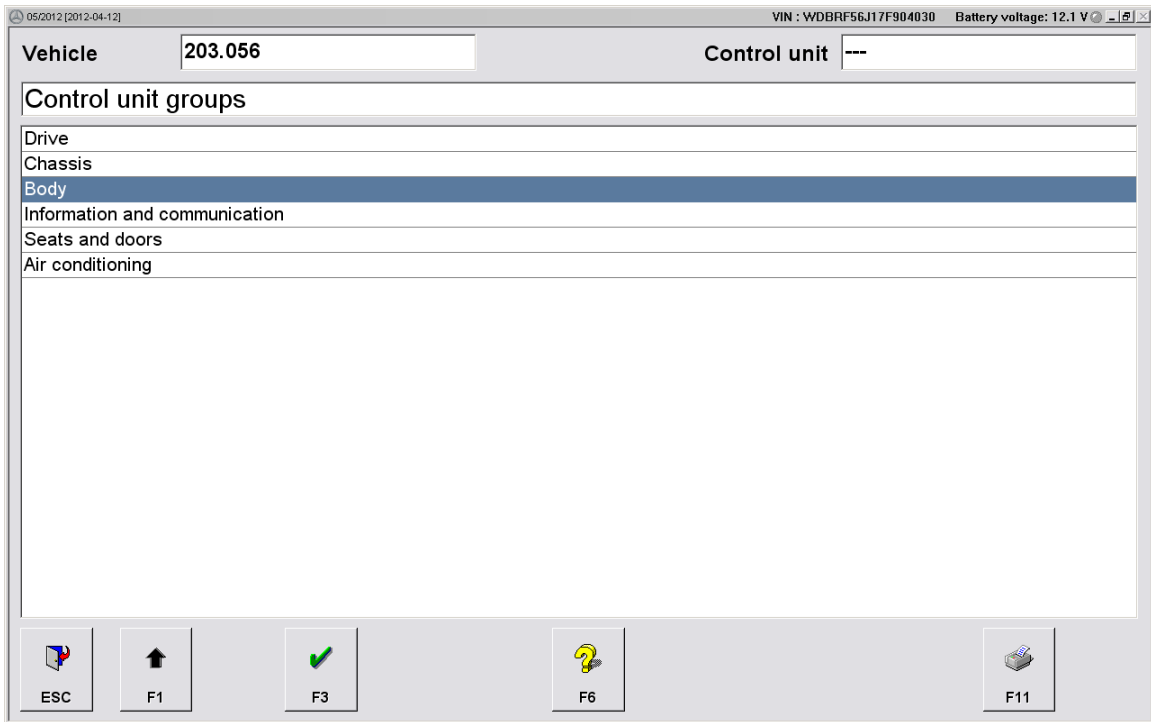 05/2012 [2012-04-12] VIN : WDBRF56J17F904030 Battery voltage: 12.1 V
Vehicle 203.056 Control unit ---
Control unit groups
Drive
Chassis
Body
Information and communication
Seats and doors
Air conditioning
ESC F1 F3 F6 F11